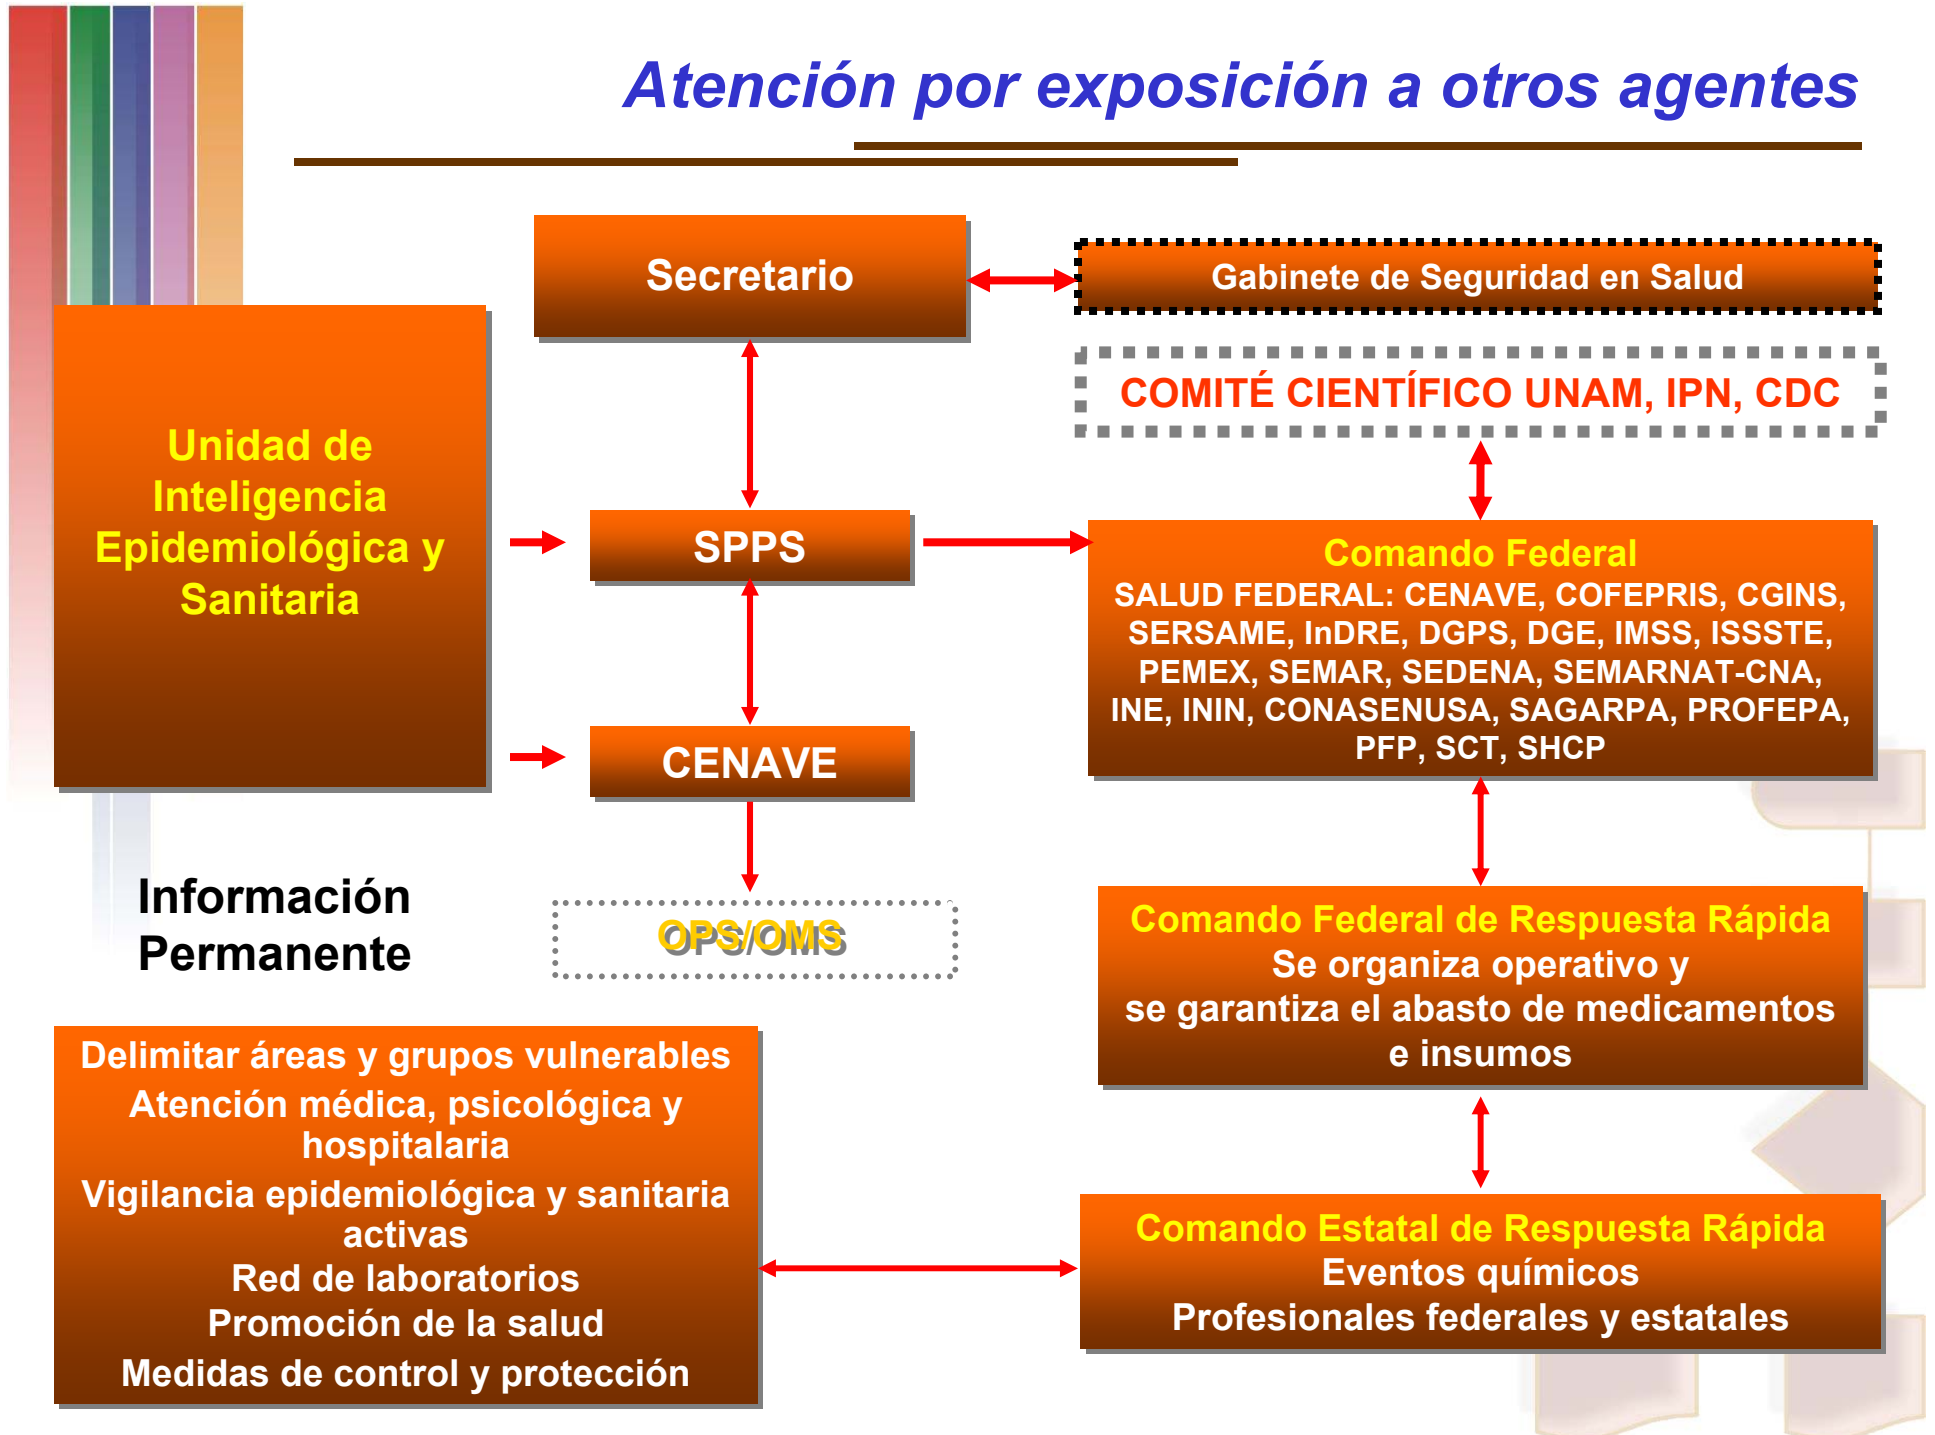 Atención por exposición a otros agentes
Secretario
Gabinete de Seguridad en Salud
COMITÉ CIENTÍFICO UNAM, IPN, CDC
Unidad de
Inteligencia
Epidemiológica y
Sanitaria
SPPS
Comando Federal
SALUD FEDERAL: CENAVE, COFEPRIS, CGINS,
SERSAME, InDRE, DGPS, DGE, IMSS, ISSSTE,
PEMEX, SEMAR, SEDENA, SEMARNAT-CNA,
INE, ININ, CONASENUSA, SAGARPA, PROFEPA,
PFP, SCT, SHCP
CENAVE
Información
Permanente
OPS/OMS
Comando Federal de Respuesta Rápida
Se organiza operativo y
se garantiza el abasto de medicamentos
e insumos
Delimitar áreas y grupos vulnerables
Atención médica, psicológica y
hospitalaria
Vigilancia epidemiológica y sanitaria
activas
Red de laboratorios
Promoción de la salud
Medidas de control y protección
Comando Estatal de Respuesta Rápida
Eventos químicos
Profesionales federales y estatales